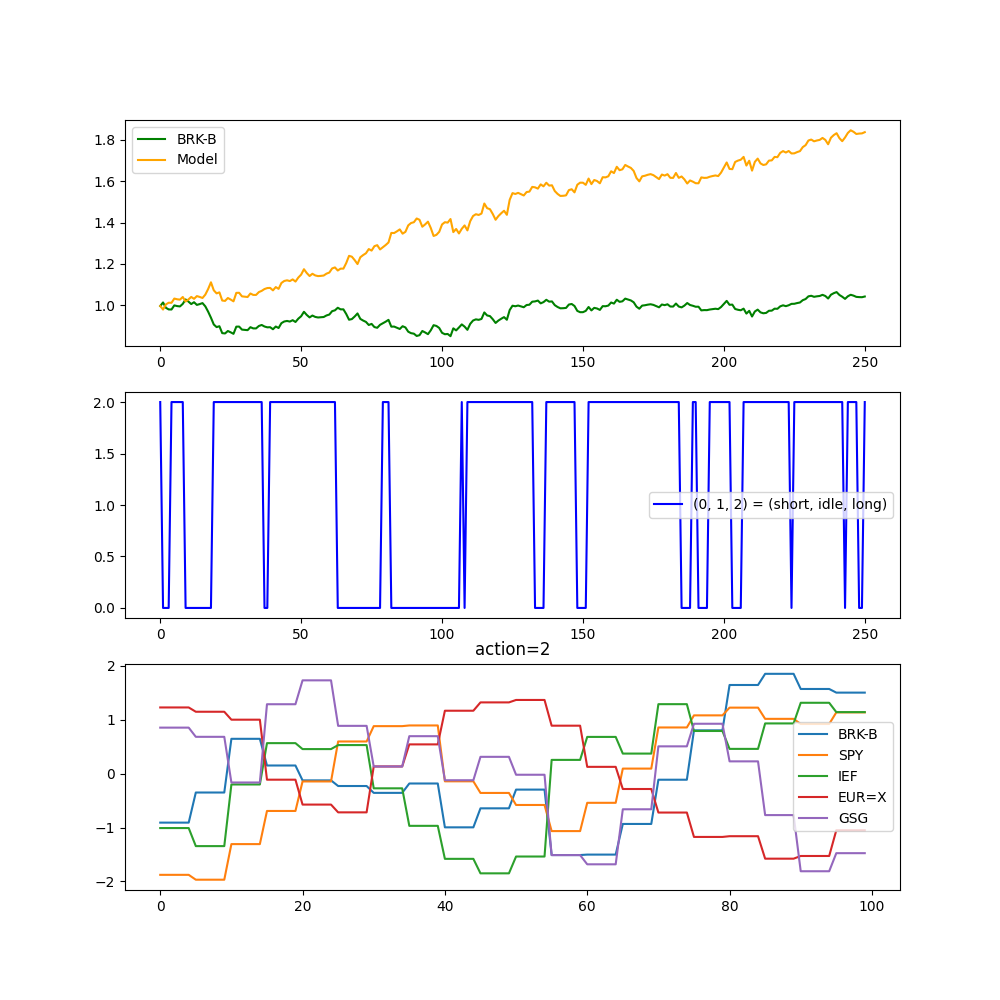 BRK-B
Model
1.8
1.6
1.4
1.2
1.0
0 50 100 150 200 250
2.0
1.5
1.0
0.5
0.0
(0, 1, 2) = (short, idle, long)
0 50 100 150 200 250
action=2
2
1
0
−1
−2
BRK-B
SPY
IEF
EUR=X
GSG
0 20 40 60 80 100